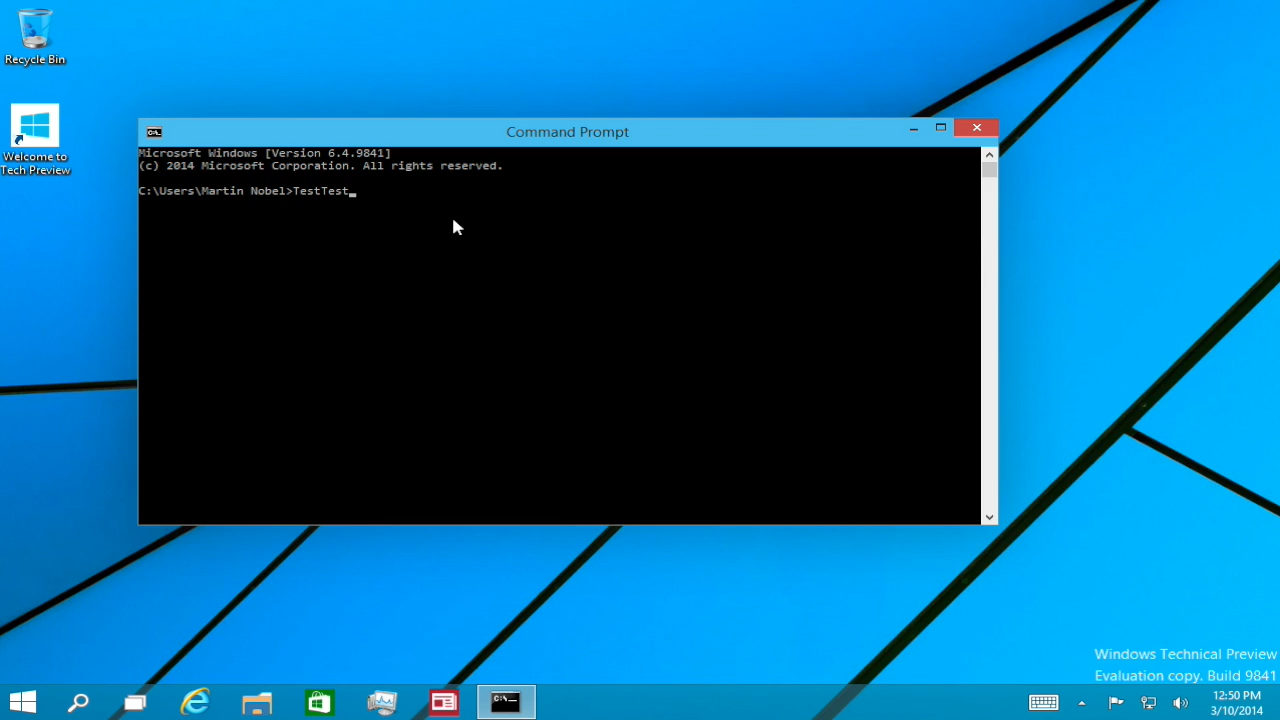 Recycle Bin
Welcome to
Tech Preview
Command Prompt
Microsoft Windows [Version 6.4.9841]
(c) 2014 Microsoft Corporation. All rights reserved.
C:\Users\Martin Nobel>TestTest_
Windows Technical Preview
Evaluation copy. Build 9841
12:50 PM
3/10/2014